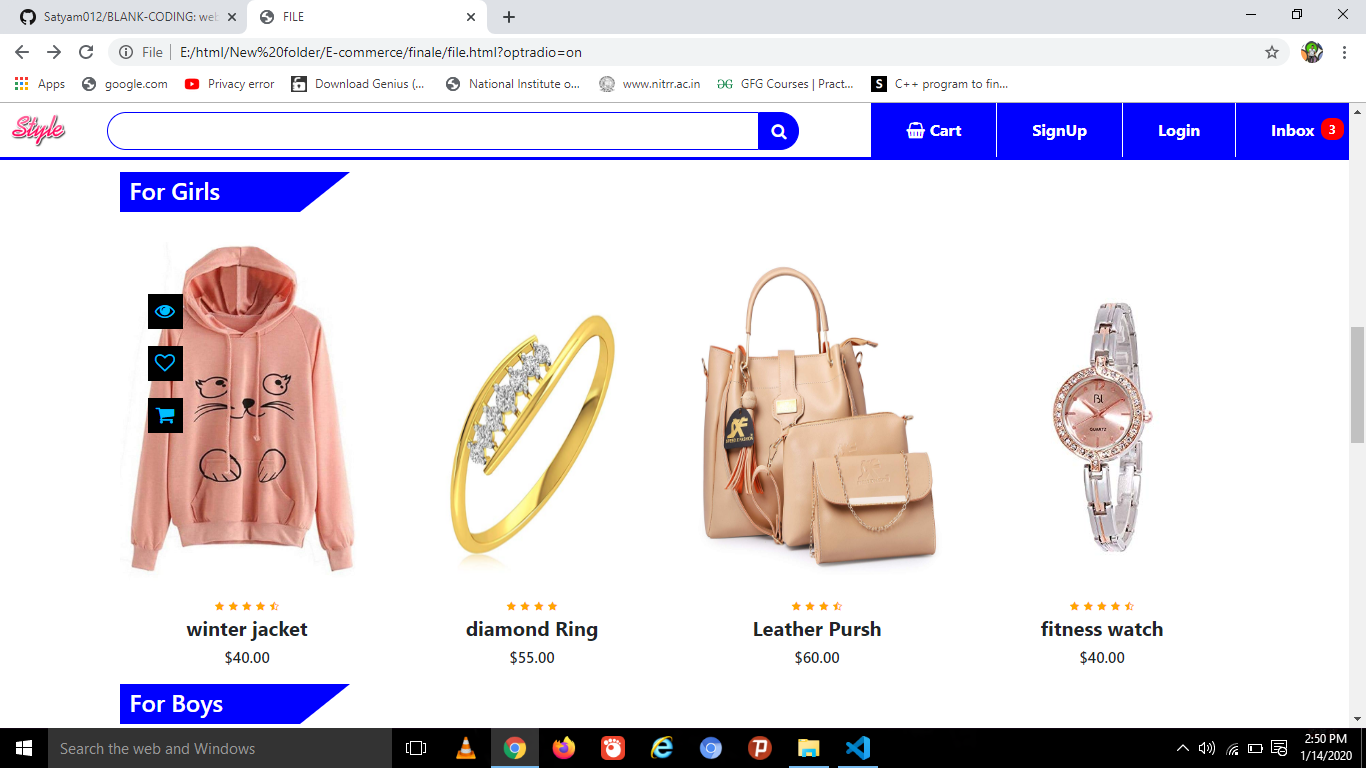 Satyam012/BLANK-CODING: web
FILE
File
E:/html/New%20folder/E-commerce/finale/file.html?optradio=on
Apps
google.com
Privacy error
Download Genius (...
National Institute o...
www.nitrr.ac.in
GFG Courses | Pract...
C++ program to fin...
Style
Cart
SignUp
Login
Inbox 3
For Girls
BL
QUARTZ
winter jacket
diamond Ring
Leather Pursh
fitness watch
$40.00
$55.00
$60.00
$40.00
For Boys
Search the web and Windows
2:50 PM
1/14/2020